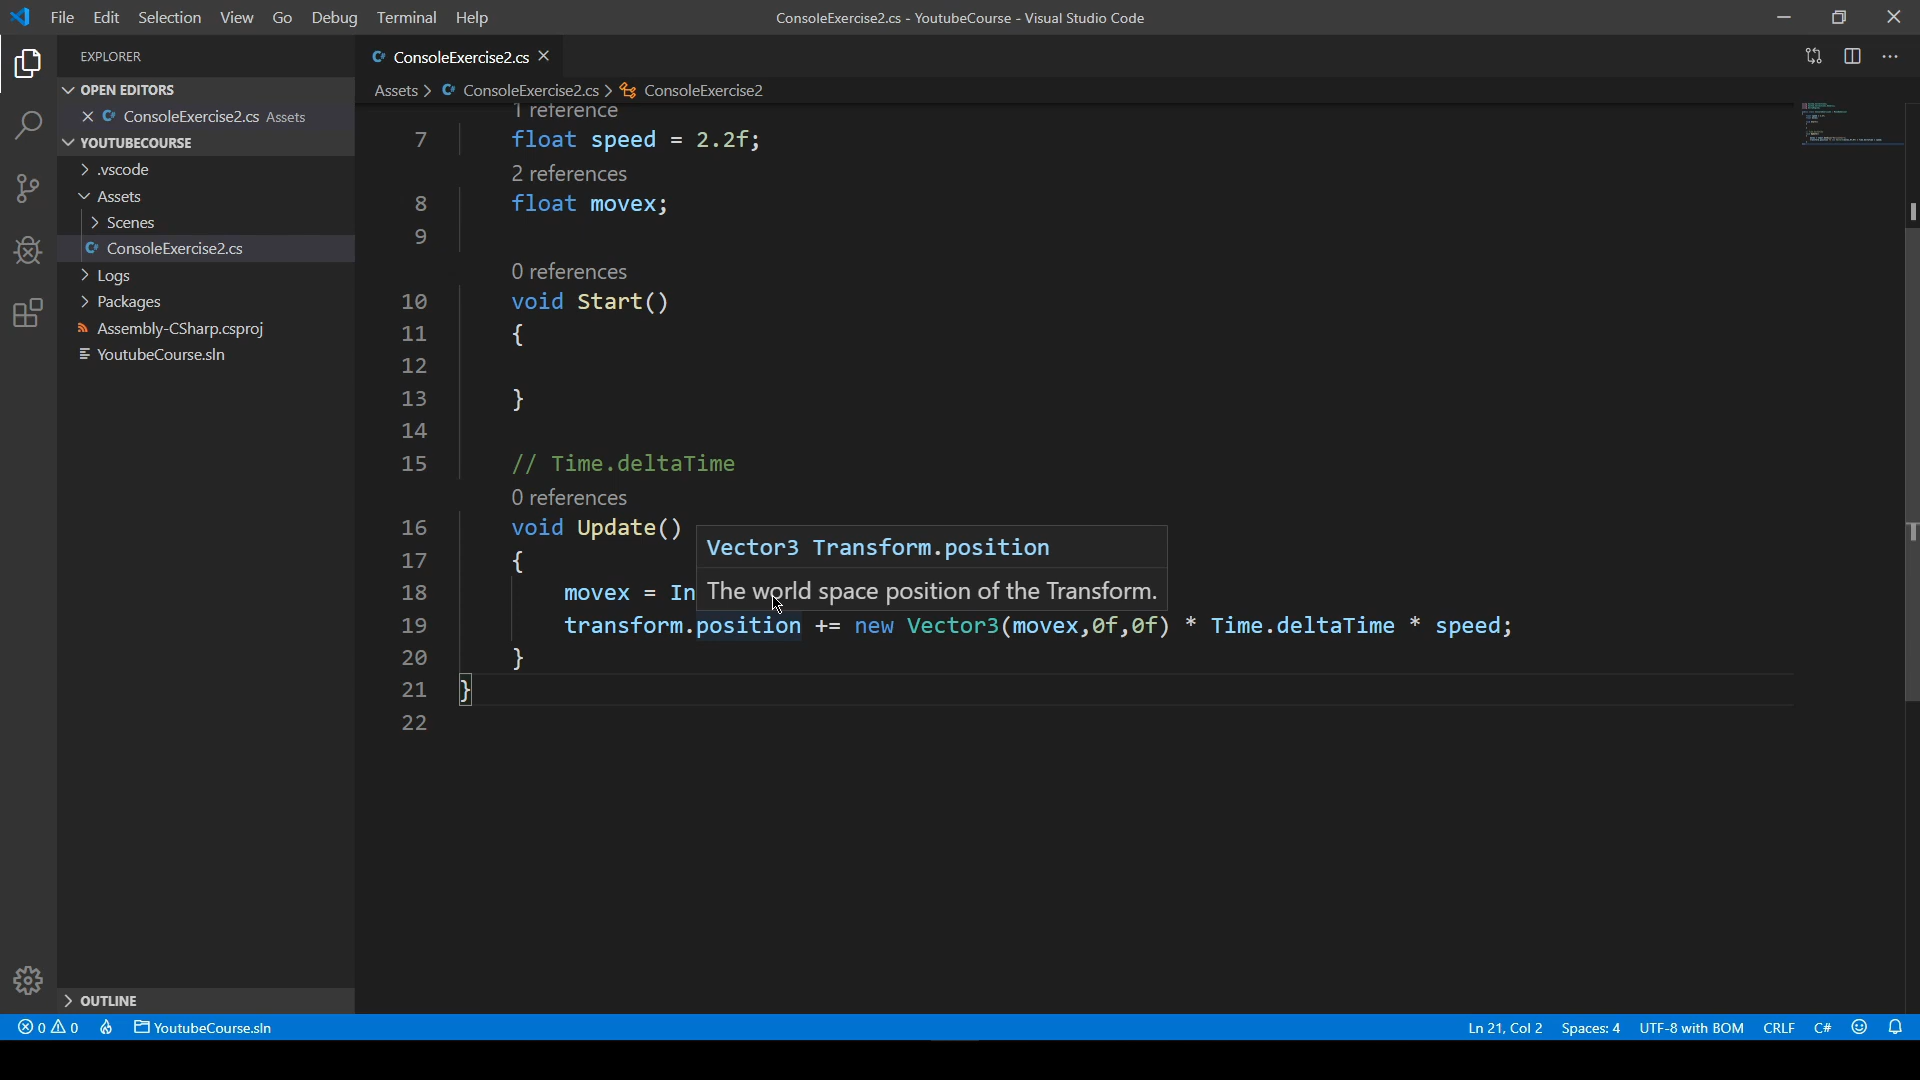 File Edit Selection View Go Debug Terminal Help
ConsoleExercise2.cs - YoutubeCourse - Visual Studio Code
EXPLORER
OPEN EDITORS
ConsoleExercise2.cs Assets
YOUTUBECOURSE
.vscode
Assets
Scenes
ConsoleExercise2.cs
Logs
Packages
Assembly-CSharp.csproj
YoutubeCourse.sln
OUTLINE
ConsoleExercise2.cs
Assets > ConsoleExercise2.cs > ConsoleExercise2
1 reference
7 float speed = 2.2f;
2 references
8 float movex;
9
0 references
10 void Start()
11 {
12
13 }
14
15 // Time.deltaTime
0 references
16 void Update()
17 {
Vector3 Transform.position
The world space position of the Transform.
18 movex = In
19 transform.position += new Vector3(movex,0f,0f) * Time.deltaTime * speed;
20 }
21 }
22
0 0 YoutubeCourse.sln
Ln 21, Col 2 Spaces: 4 UTF-8 with BOM CRLF C#